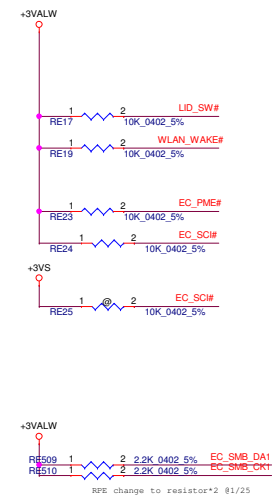 +3VALW
1 2 LID_SW#
RE17 10K_0402_5%
1 2 WLAN_WAKE#
RE19 10K_0402_5%
1 2 EC_PME#
RE23 10K_0402_5%
1 2 EC_SCI#
RE24 10K_0402_5%
+3VS
1 @ 2 EC_SCI#
RE25 10K_0402_5%
+3VALW
RE509 1 2 2.2K_0402_5% EC_SMB_DA1
RE510 1 2 2.2K_0402_5% EC_SMB_CK1
RPE change to resistor*2 @1/25